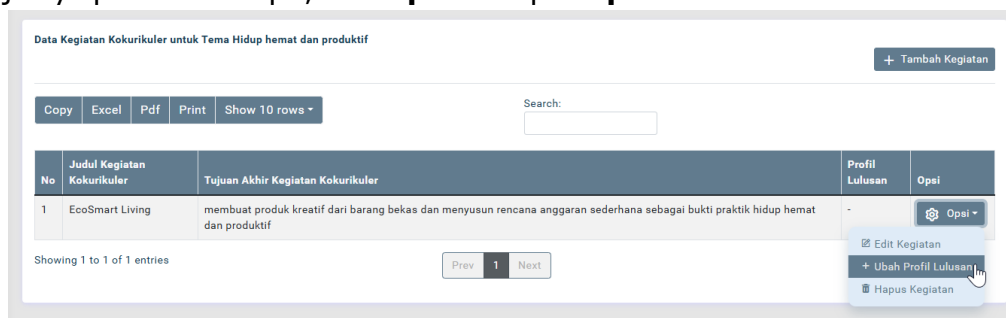 Data Kegiatan Kokurikuler untuk Tema Hidup hemat dan produktif
+ Tambah Kegiatan
Copy Excel Pdf Print Show 10 rows
Search:
No Judul Kegiatan Kokurikuler Tujuan Akhir Kegiatan Kokurikuler Profil Lulusan Opsi
1 EcoSmart Living membuat produk kreatif dari barang bekas dan menyusun rencana anggaran sederhana sebagai bukti praktik hidup hemat - Opsi
dan produktif
Edit Kegiatan
+ Ubah Profil Lulusan
Hapus Kegiatan
Showing 1 to 1 of 1 entries
Prev 1 Next